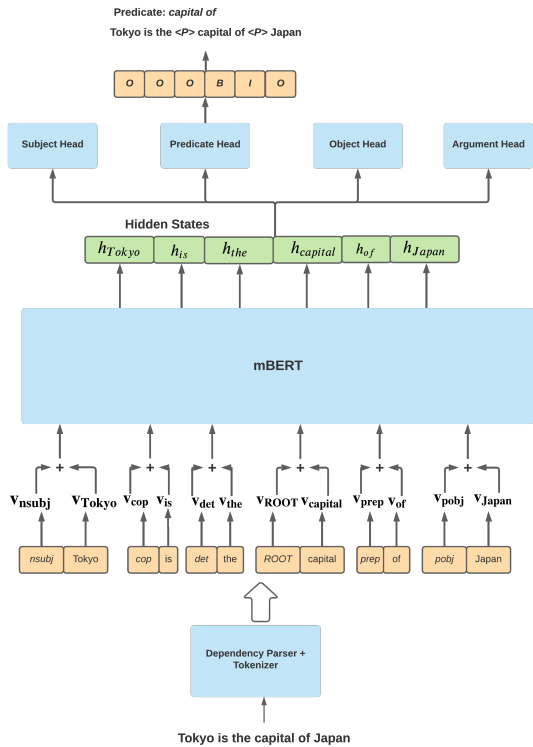 Predicate: capital of
Tokyo is the <P> capital of <P> Japan
O O O B I O
Subject Head Predicate Head Object Head Argument Head
Hidden States
h_Tokyo h_is h_the h_capital h_of h_Japan
mBERT
+ + + + + +
v_nsubj v_Tokyo v_cop v_is v_det v_the v_ROOT v_capital v_prep v_of v_pobj v_Japan
nsubj Tokyo cop is det the ROOT capital prep of pobj Japan
Dependency Parser +
Tokenizer
Tokyo is the capital of Japan